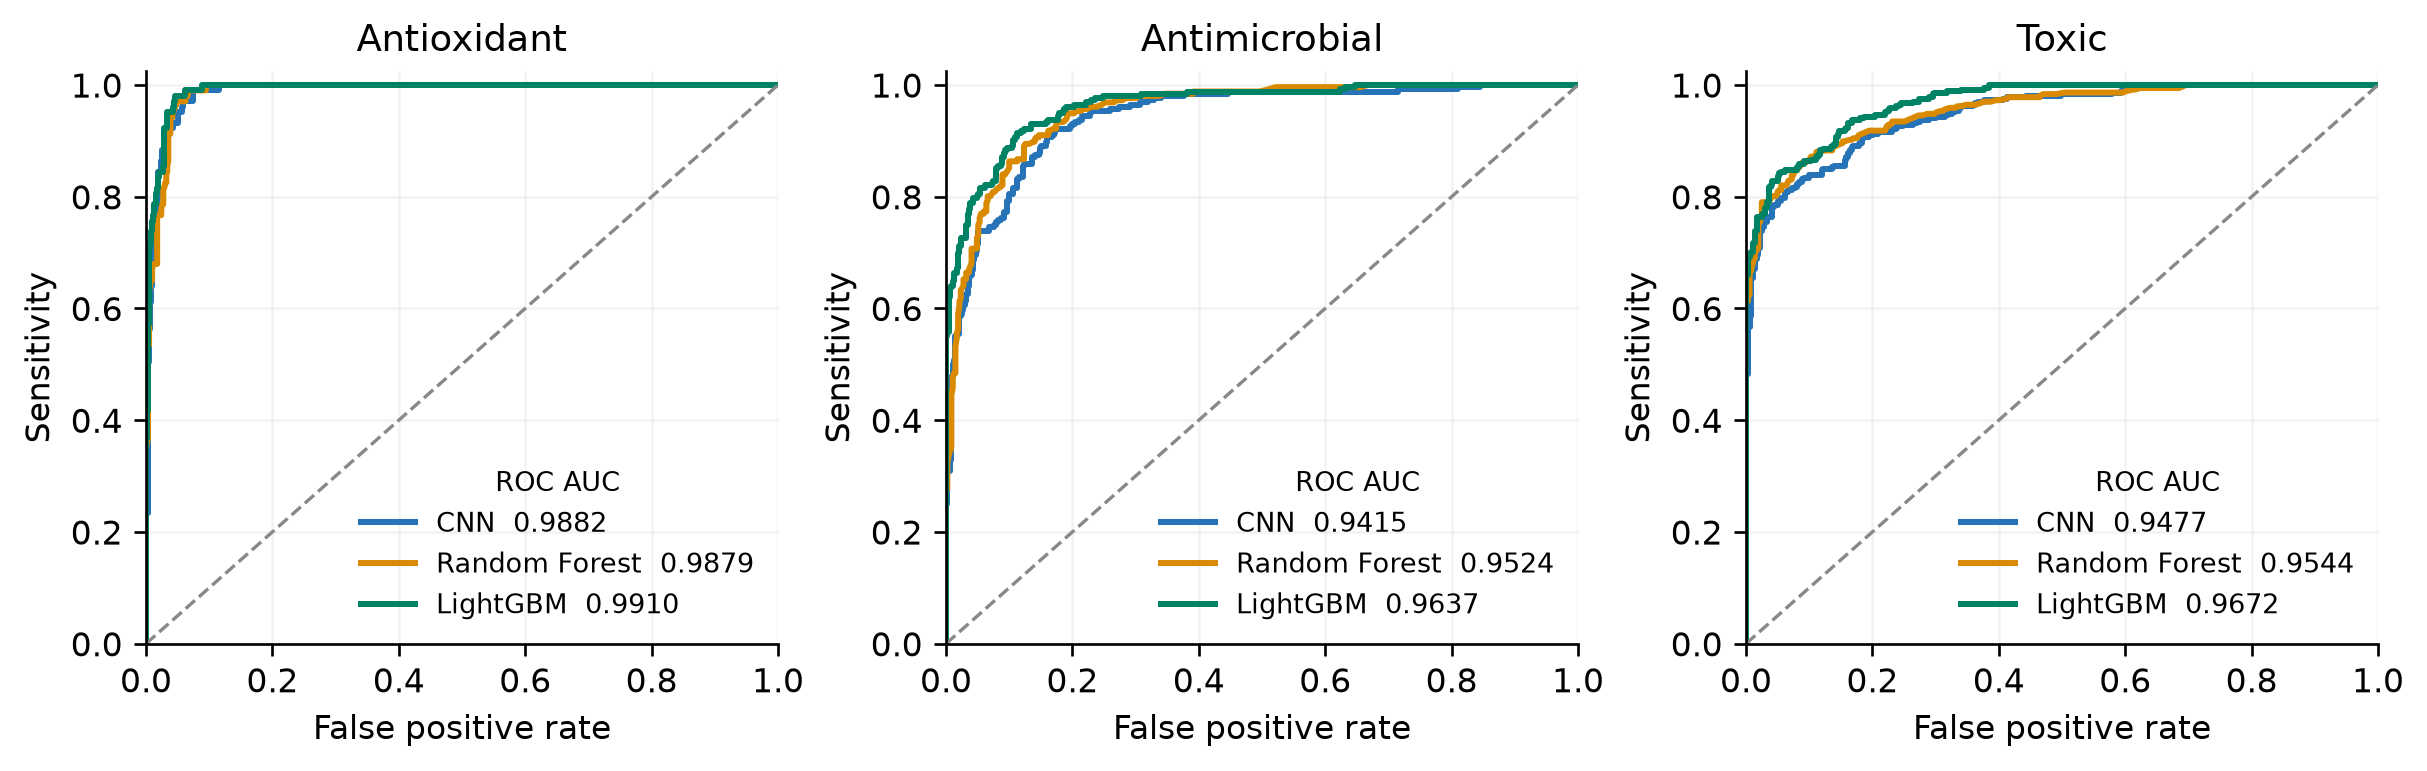 Antioxidant
Sensitivity
1.0
0.8
0.6
0.4
0.2
0.0
ROC AUC
CNN 0.9882
Random Forest 0.9879
LightGBM 0.9910
0.0 0.2 0.4 0.6 0.8 1.0
False positive rate
Antimicrobial
Sensitivity
1.0
0.8
0.6
0.4
0.2
0.0
ROC AUC
CNN 0.9415
Random Forest 0.9524
LightGBM 0.9637
0.0 0.2 0.4 0.6 0.8 1.0
False positive rate
Toxic
Sensitivity
1.0
0.8
0.6
0.4
0.2
0.0
ROC AUC
CNN 0.9477
Random Forest 0.9544
LightGBM 0.9672
0.0 0.2 0.4 0.6 0.8 1.0
False positive rate